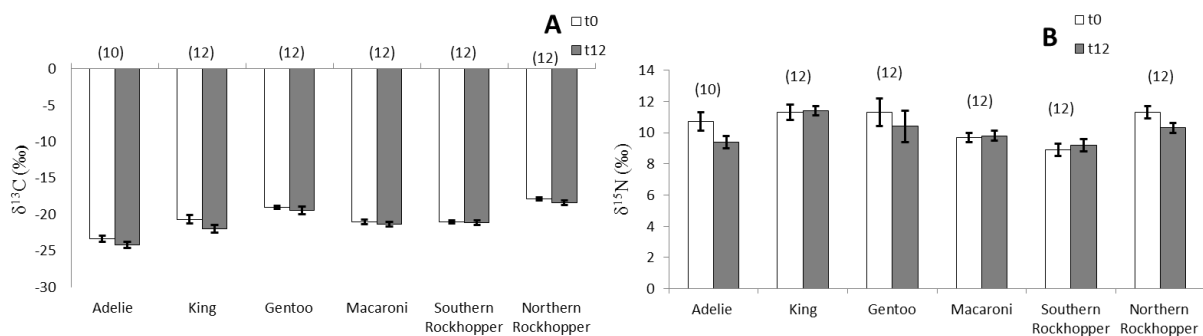 A
t0
t12
(10)
(12)
(12)
(12)
(12)
(12)
0
-5
-10
-15
-20
-25
-30
δ13C (‰)
Adelie
King
Gentoo
Macaroni
Southern
Rockhopper
Northern
Rockhopper
B
t0
t12
(10)
(12)
(12)
(12)
(12)
(12)
14
12
10
8
6
4
2
0
δ15N (‰)
Adelie
King
Gentoo
Macaroni
Southern
Rockhopper
Northern
Rockhopper